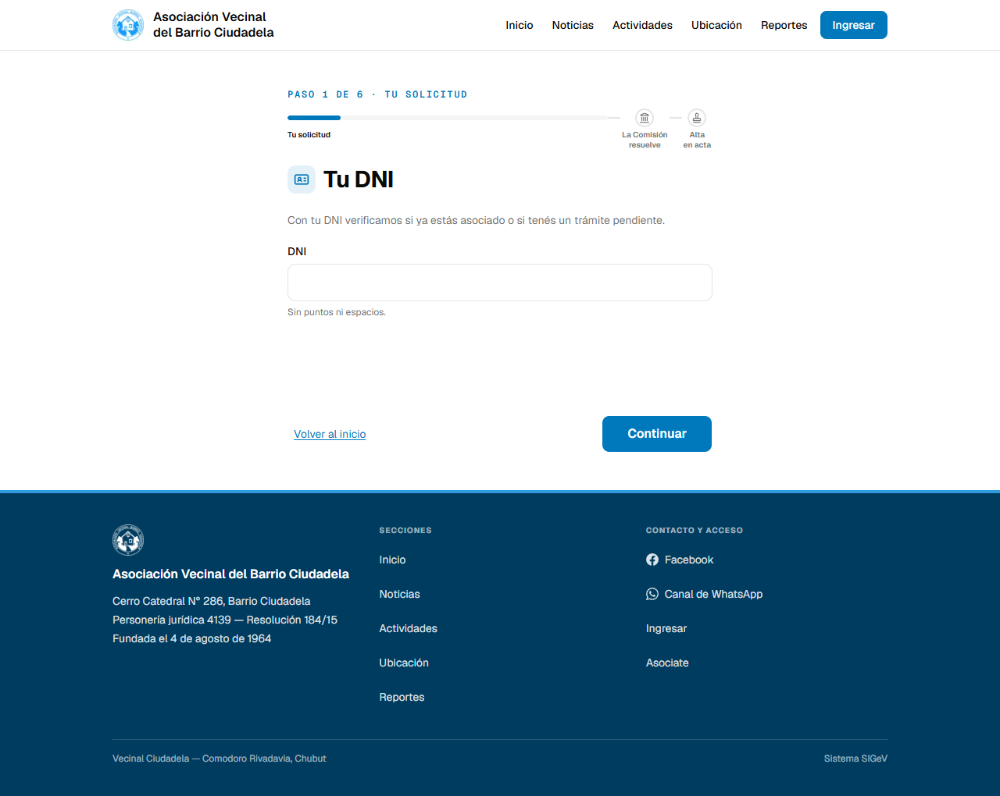 Asociación Vecinal
del Barrio Ciudadela
Inicio
Noticias
Actividades
Ubicación
Reportes
Ingresar
PASO 1 DE 6 · TU SOLICITUD
Tu solicitud
La Comisión
resuelve
Alta
en acta
Tu DNI
Con tu DNI verificamos si ya estás asociado o si tenés un trámite pendiente.
DNI
Sin puntos ni espacios.
Volver al inicio
Continuar
Asociación Vecinal del Barrio Ciudadela
Cerro Catedral N° 286, Barrio Ciudadela
Personería jurídica 4139 — Resolución 184/15
Fundada el 4 de agosto de 1964
SECCIONES
Inicio
Noticias
Actividades
Ubicación
Reportes
CONTACTO Y ACCESO
Facebook
Canal de WhatsApp
Ingresar
Asociate
Vecinal Ciudadela — Comodoro Rivadavia, Chubut
Sistema SIGeV